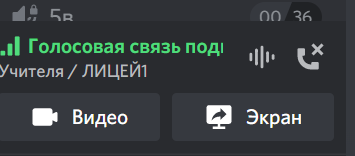 5в 00 36
Голосовая связь под
Учителя / ЛИЦЕЙ1
Видео Экран